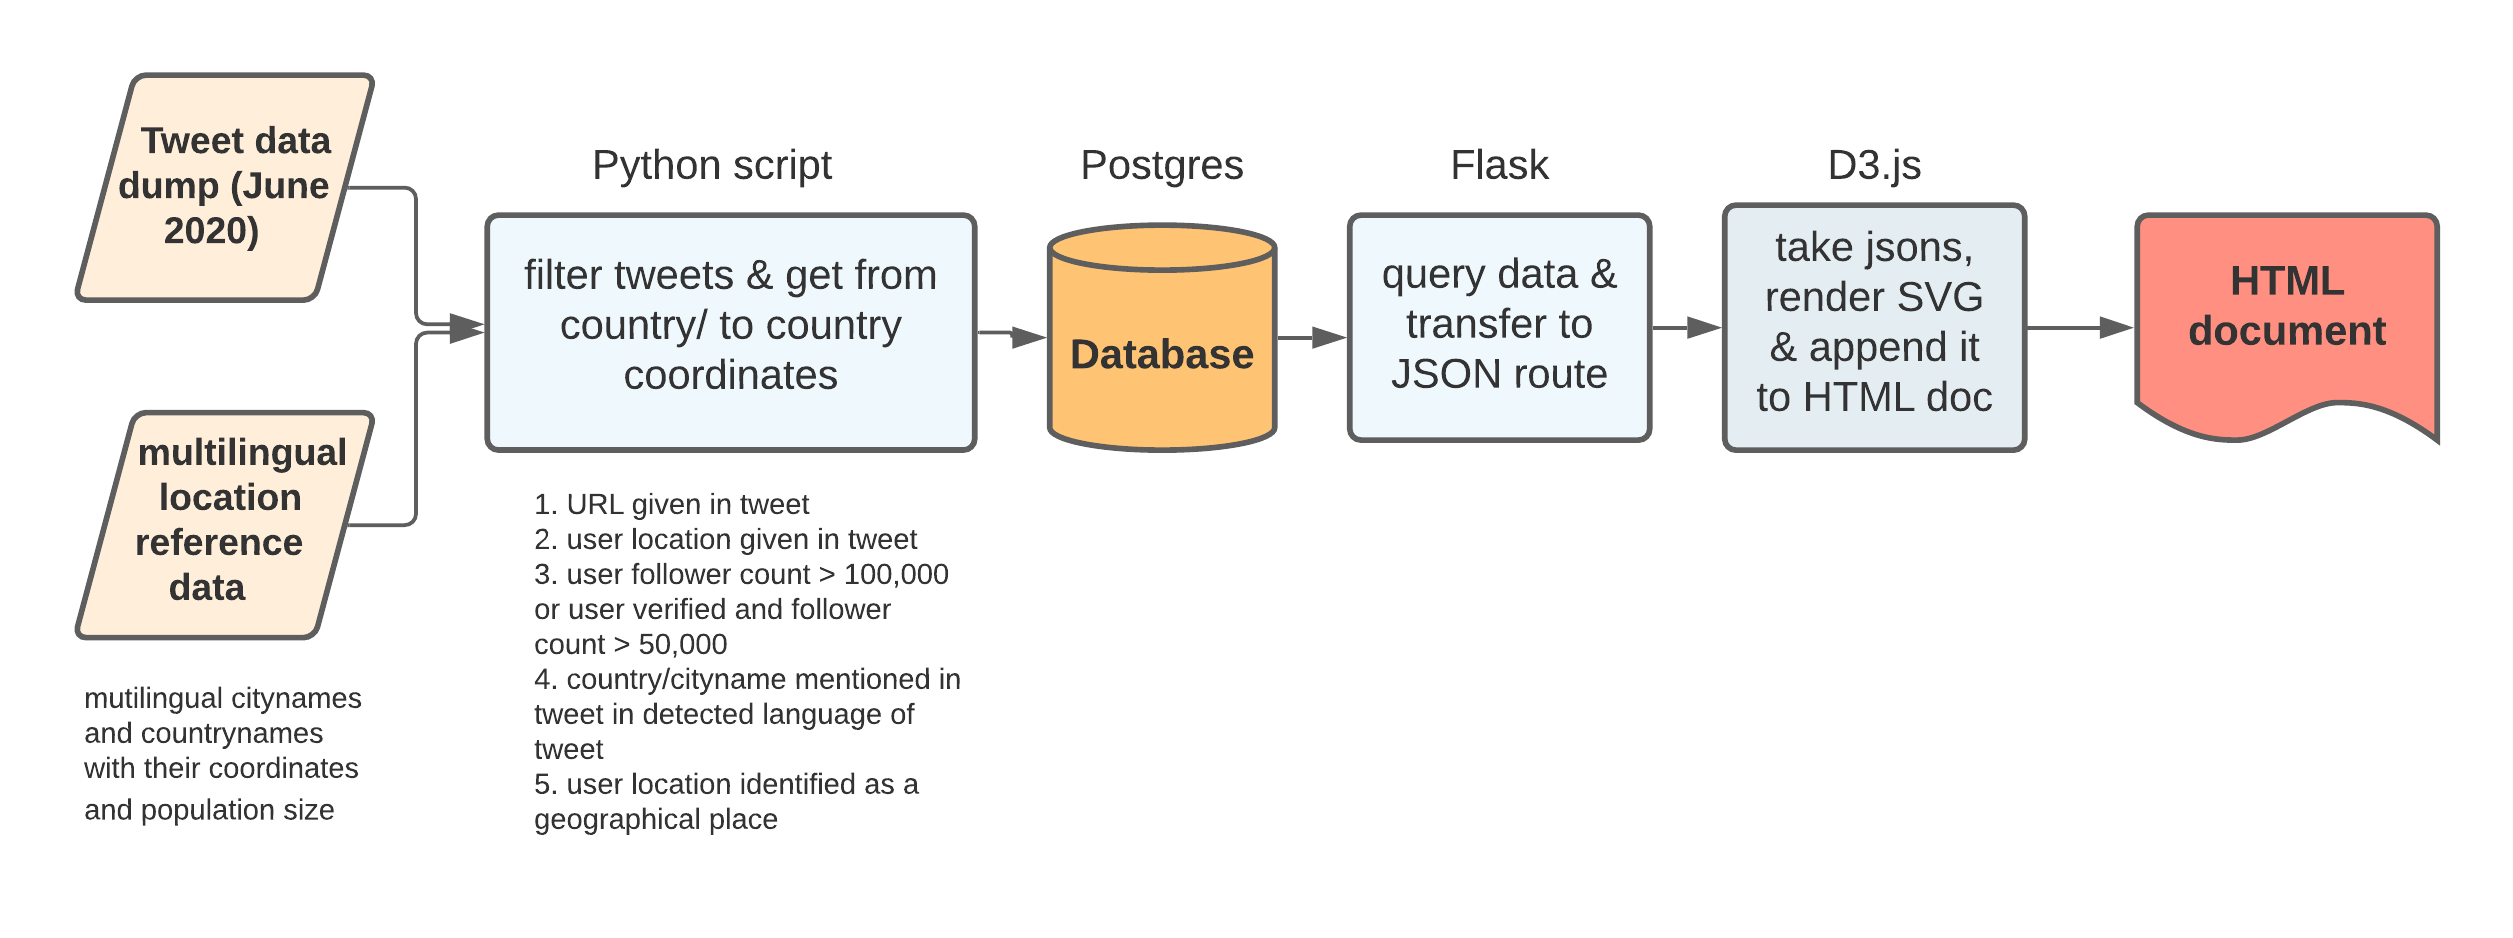 Tweet data
dump (June
2020)
multilingual
location
reference
data
mutilingual citynames
and countrynames
with their coordinates
and population size
Python script
filter tweets & get from
country/ to country
coordinates
1. URL given in tweet
2. user location given in tweet
3. user follower count > 100,000
or user verified and follower
count > 50,000
4. country/cityname mentioned in
tweet in detected language of
tweet
5. user location identified as a
geographical place
Postgres
Database
Flask
query data &
transfer to
JSON route
D3.js
take jsons,
render SVG
& append it
to HTML doc
HTML
document